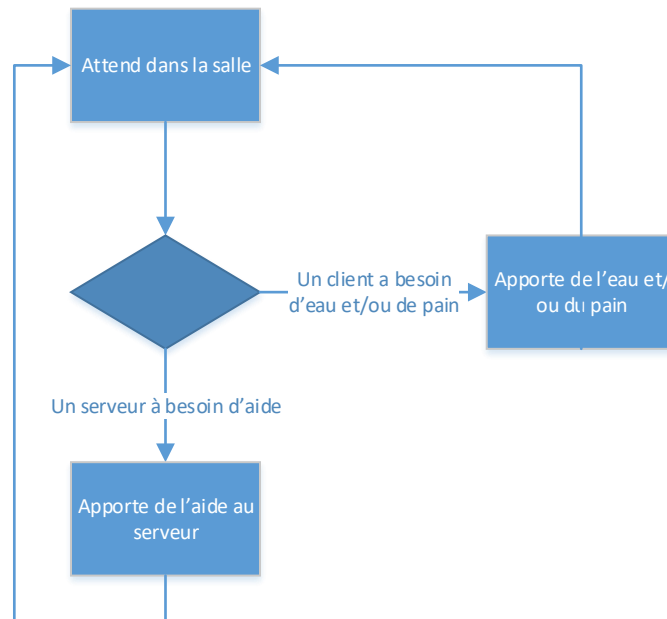 Attend dans la salle
Un client a besoin
d'eau et/ou de pain
Apporte de l'eau et/
ou du pain
Un serveur à besoin d'aide
Apporte de l'aide au
serveur